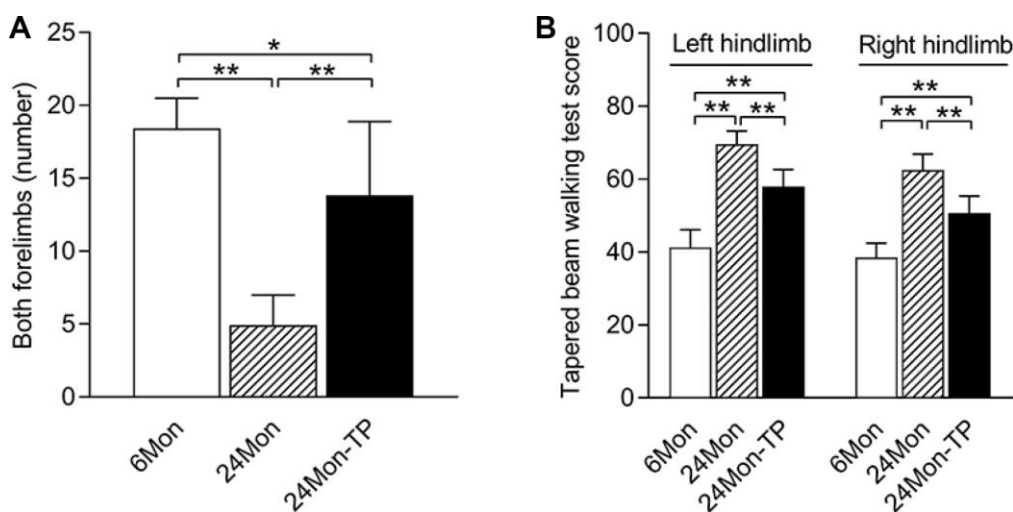 A
Both forelimbs (number)
25
20
15
10
5
0
*
** **
6Mon
24Mon
24Mon-TP
B
Tapered beam walking test score
100
80
60
40
20
0
Left hindlimb
Right hindlimb
**
** **
**
** **
6Mon
24Mon
24Mon-TP
6Mon
24Mon
24Mon-TP